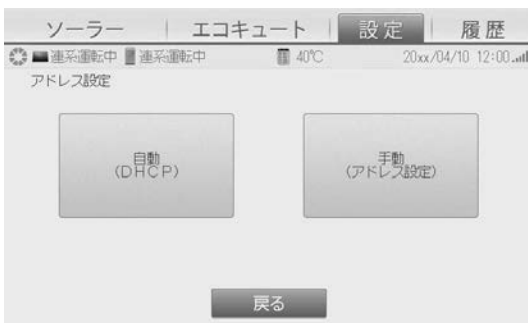 ソーラー エコキュート 設定 履歴
連系運転中 連系運転中 40℃ 20xx/04/10 12:00
アドレス設定
自動
(DHCP)
手動
(アドレス設定)
戻る